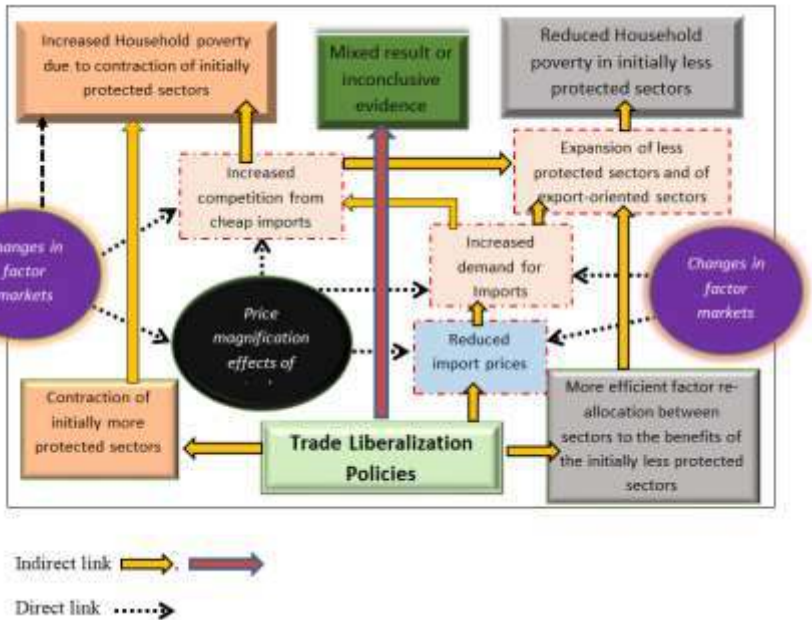 Increased Household poverty
due to contraction of initially
protected sectors
Mixed result or
inconclusive
evidence
Reduced Household
poverty in initially less
protected sectors
Increased
competition from
cheap imports
Expansion of less
protected sectors and of
export-oriented sectors
hanges in
factor
markets
Increased
demand for
Imports
Changes in
factor
markets
Price
magnification
effects of
Reduced
import prices
Contraction of
initially more
protected sectors
Trade Liberalization
Policies
More efficient factor re-
allocation between
sectors to the benefits of
the initially less protected
sectors
Indirect link ,
Direct link